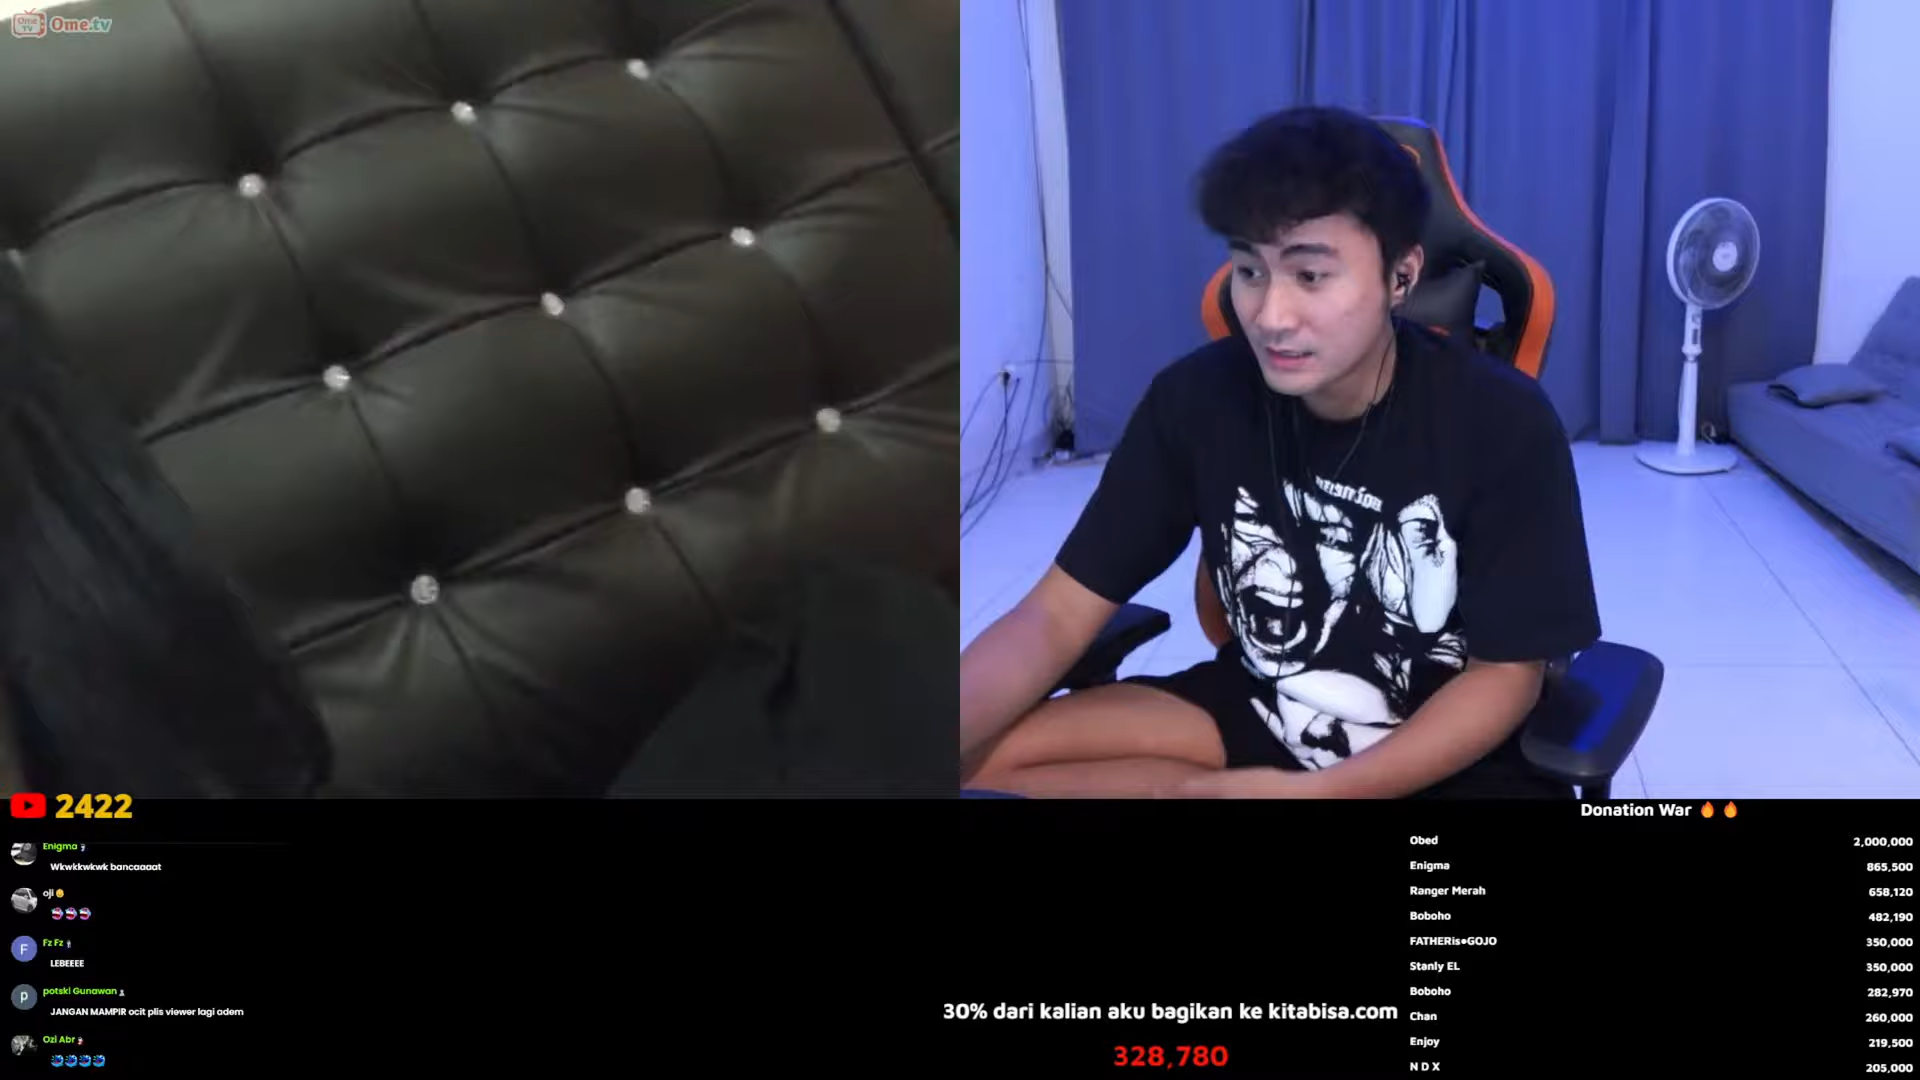 Ome TV Ome.tv
2422
Enigma
Wkwkkwkwk bancaaaat
oji
Fz Fz
LEBEEEE
potski Gunawan
JANGAN MAMPIR ocit plis viewer lagi adem
Ozi Abr
F
P
30% dari kalian aku bagikan ke kitabisa.com
328,780
Donation War 🔥 🔥
Obed 2,000,000
Enigma 865,500
Ranger Merah 658,120
Boboho 482,190
FATHERis●GOJO 350,000
Stanly EL 350,000
Boboho 282,970
Chan 260,000
Enjoy 219,500
N D X 205,000